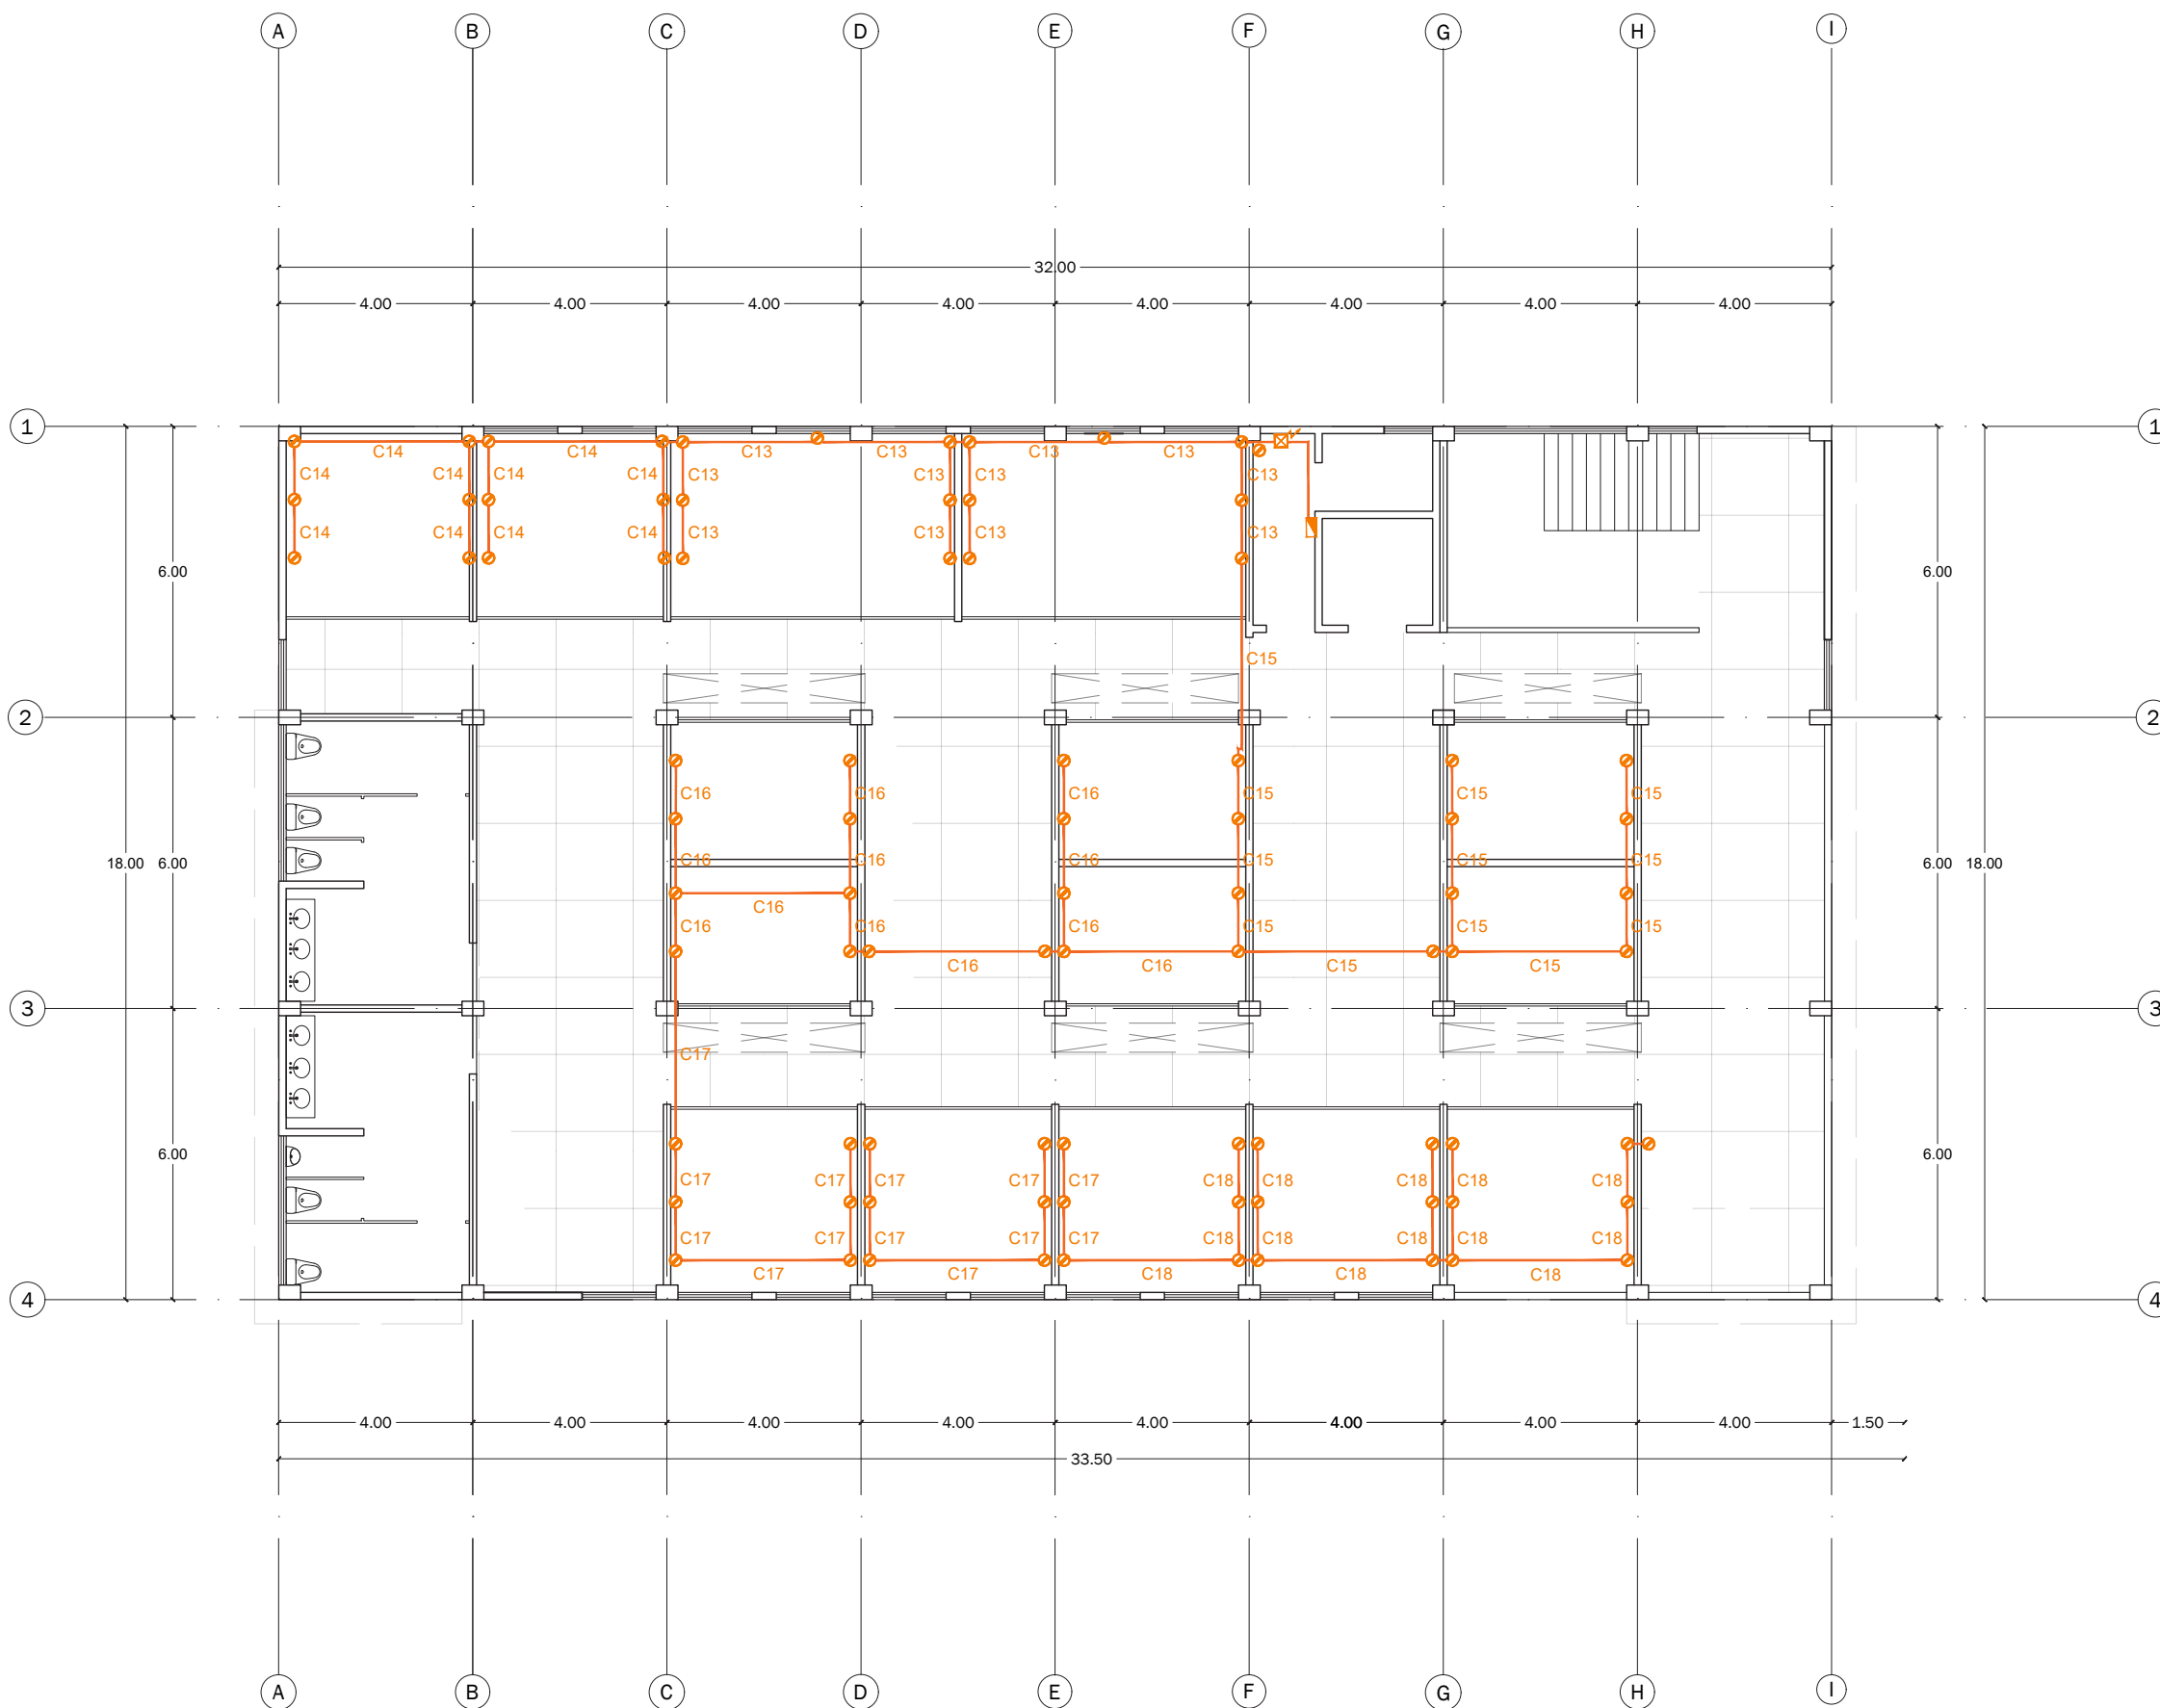 A B C D E F G H I
32.00
4.00 4.00 4.00 4.00 4.00 4.00 4.00 4.00
1 1
C14 C14 C13 C13 C13 C13
C14 C14 C14 C14 C13 C13 C13 C13
C14 C14 C14 C14 C13 C13 C13 C13
6.00 6.00
C15
2 2
C16 C16 C16 C15 C15 C15
18.00 6.00 C16 C16 C16 C15 C15 C15 6.00 18.00
C16
C16 C16 C16 C15 C15 C15
C16 C16 C15 C15
3 3
C17
6.00 6.00
C17 C17 C17 C17 C17 C18 C18 C18 C18 C18
C17 C17 C17 C17 C17 C18 C18 C18 C18 C18
C17 C17 C18 C18 C18
4 4
4.00 4.00 4.00 4.00 4.00 4.00 4.00 4.00 1.50
33.50
A B C D E F G H I